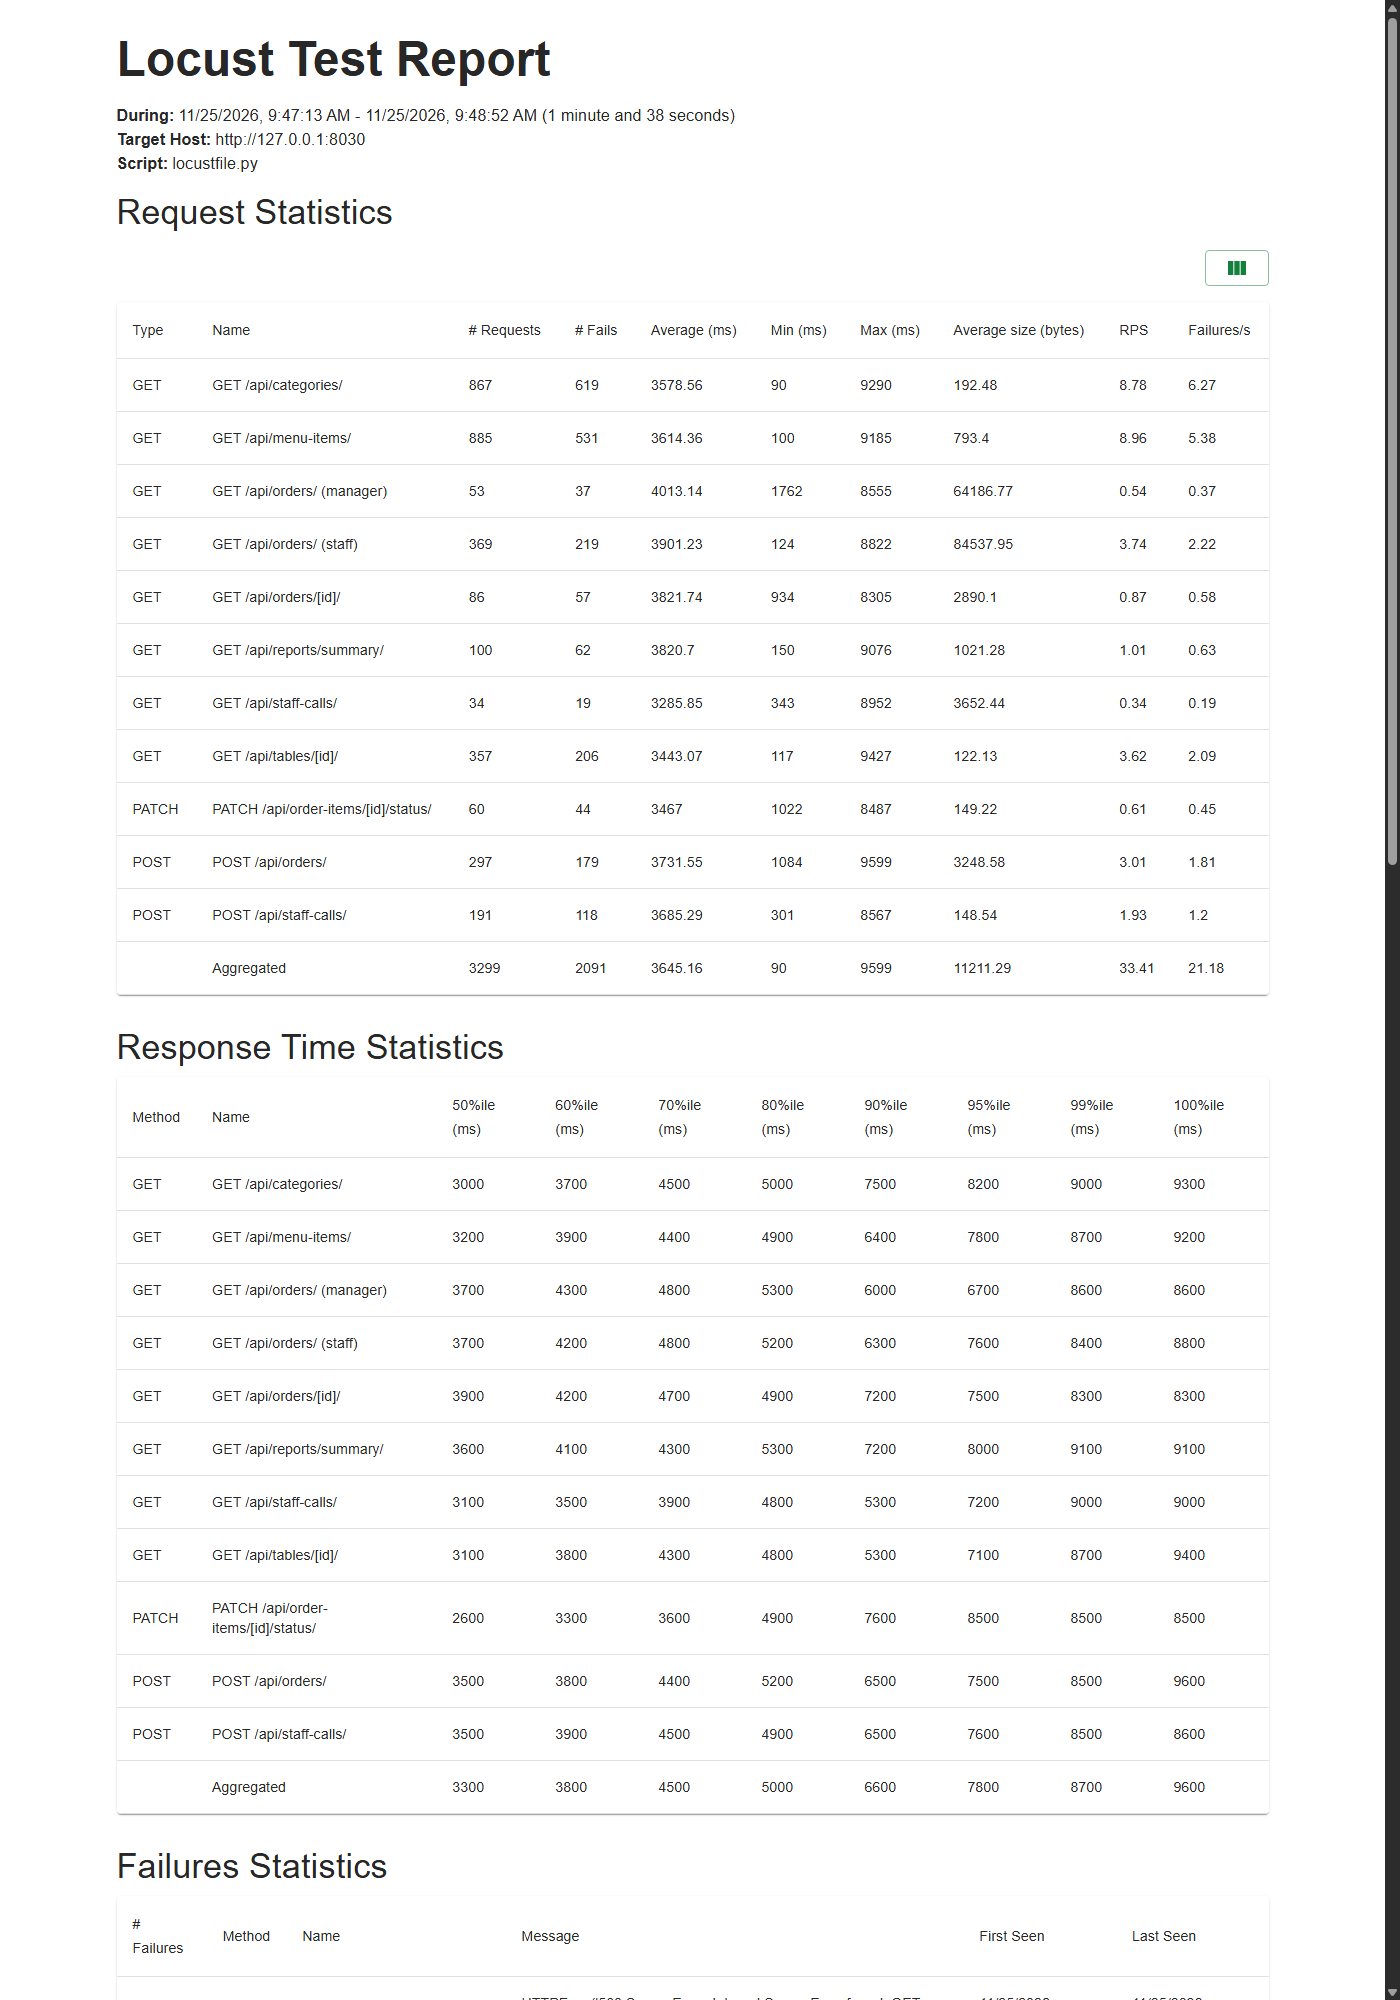 Locust Test Report
During: 11/25/2026, 9:47:13 AM - 11/25/2026, 9:48:52 AM (1 minute and 38 seconds)
Target Host: http://127.0.0.1:8030
Script: locustfile.py
Request Statistics
Type Name # Requests # Fails Average (ms) Min (ms) Max (ms) Average size (bytes) RPS Failures/s
GET GET /api/categories/ 867 619 3578.56 90 9290 192.48 8.78 6.27
GET GET /api/menu-items/ 885 531 3614.36 100 9185 793.4 8.96 5.38
GET GET /api/orders/ (manager) 53 37 4013.14 1762 8555 64186.77 0.54 0.37
GET GET /api/orders/ (staff) 369 219 3901.23 124 8822 84537.95 3.74 2.22
GET GET /api/orders/[id]/ 86 57 3821.74 934 8305 2890.1 0.87 0.58
GET GET /api/reports/summary/ 100 62 3820.7 150 9076 1021.28 1.01 0.63
GET GET /api/staff-calls/ 34 19 3285.85 343 8952 3652.44 0.34 0.19
GET GET /api/tables/[id]/ 357 206 3443.07 117 9427 122.13 3.62 2.09
PATCH PATCH /api/order-items/[id]/status/ 60 44 3467 1022 8487 149.22 0.61 0.45
POST POST /api/orders/ 297 179 3731.55 1084 9599 3248.58 3.01 1.81
POST POST /api/staff-calls/ 191 118 3685.29 301 8567 148.54 1.93 1.2
Aggregated 3299 2091 3645.16 90 9599 11211.29 33.41 21.18
Response Time Statistics
Method Name 50%ile (ms) 60%ile (ms) 70%ile (ms) 80%ile (ms) 90%ile (ms) 95%ile (ms) 99%ile (ms) 100%ile (ms)
GET GET /api/categories/ 3000 3700 4500 5000 7500 8200 9000 9300
GET GET /api/menu-items/ 3200 3900 4400 4900 6400 7800 8700 9200
GET GET /api/orders/ (manager) 3700 4300 4800 5300 6000 6700 8600 8600
GET GET /api/orders/ (staff) 3700 4200 4800 5200 6300 7600 8400 8800
GET GET /api/orders/[id]/ 3900 4200 4700 4900 7200 7500 8300 8300
GET GET /api/reports/summary/ 3600 4100 4300 5300 7200 8000 9100 9100
GET GET /api/staff-calls/ 3100 3500 3900 4800 5300 7200 9000 9000
GET GET /api/tables/[id]/ 3100 3800 4300 4800 5300 7100 8700 9400
PATCH PATCH /api/order-items/[id]/status/ 2600 3300 3600 4900 7600 8500 8500 8500
POST POST /api/orders/ 3500 3800 4400 5200 6500 7500 8500 9600
POST POST /api/staff-calls/ 3500 3900 4500 4900 6500 7600 8500 8600
Aggregated 3300 3800 4500 5000 6600 7800 8700 9600
Failures Statistics
# Failures Method Name Message First Seen Last Seen